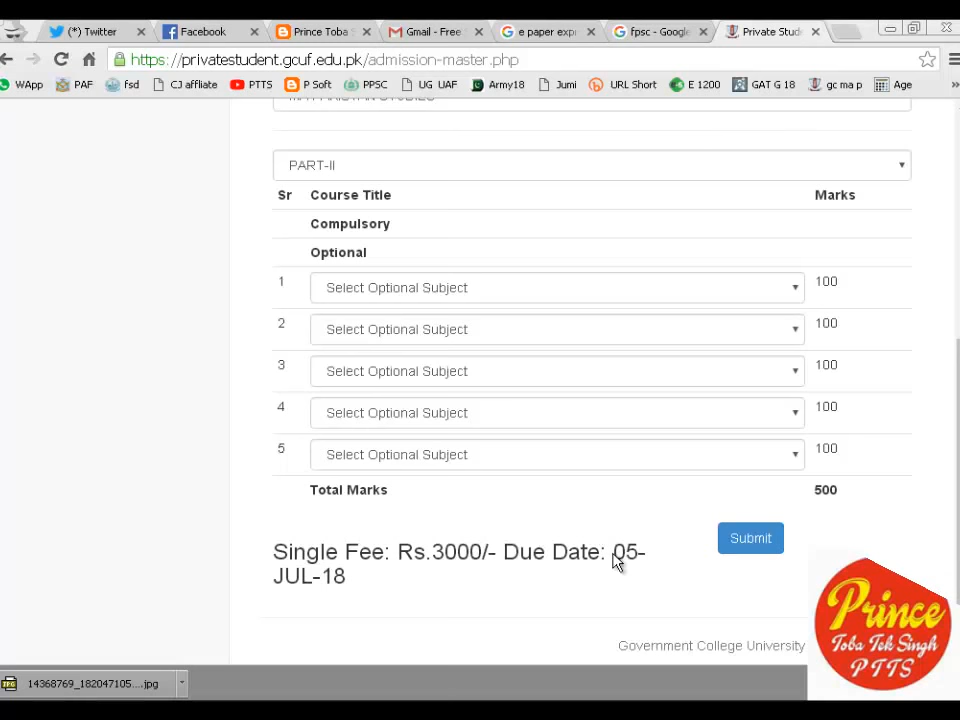 (*) Twitter
Facebook
Prince Toba S
Gmail - Free
e paper expr
fpsc - Google
Private Stud
https://privatestudent.gcuf.edu.pk/admission-master.php
WApp
PAF
fsd
CJ affliate
PTTS
P Soft
PPSC
UG UAF
Army18
Jumi
URL Short
E 1200
GAT G 18
gc ma p
Age
PART-II
Sr Course Title Marks
Compulsory
Optional
1 Select Optional Subject 100
2 Select Optional Subject 100
3 Select Optional Subject 100
4 Select Optional Subject 100
5 Select Optional Subject 100
Total Marks 500
Submit
Single Fee: Rs.3000/- Due Date: 05-
JUL-18
Government College University
Prince
Toba Tek Singh
PTTS
14368769_182047105....jpg